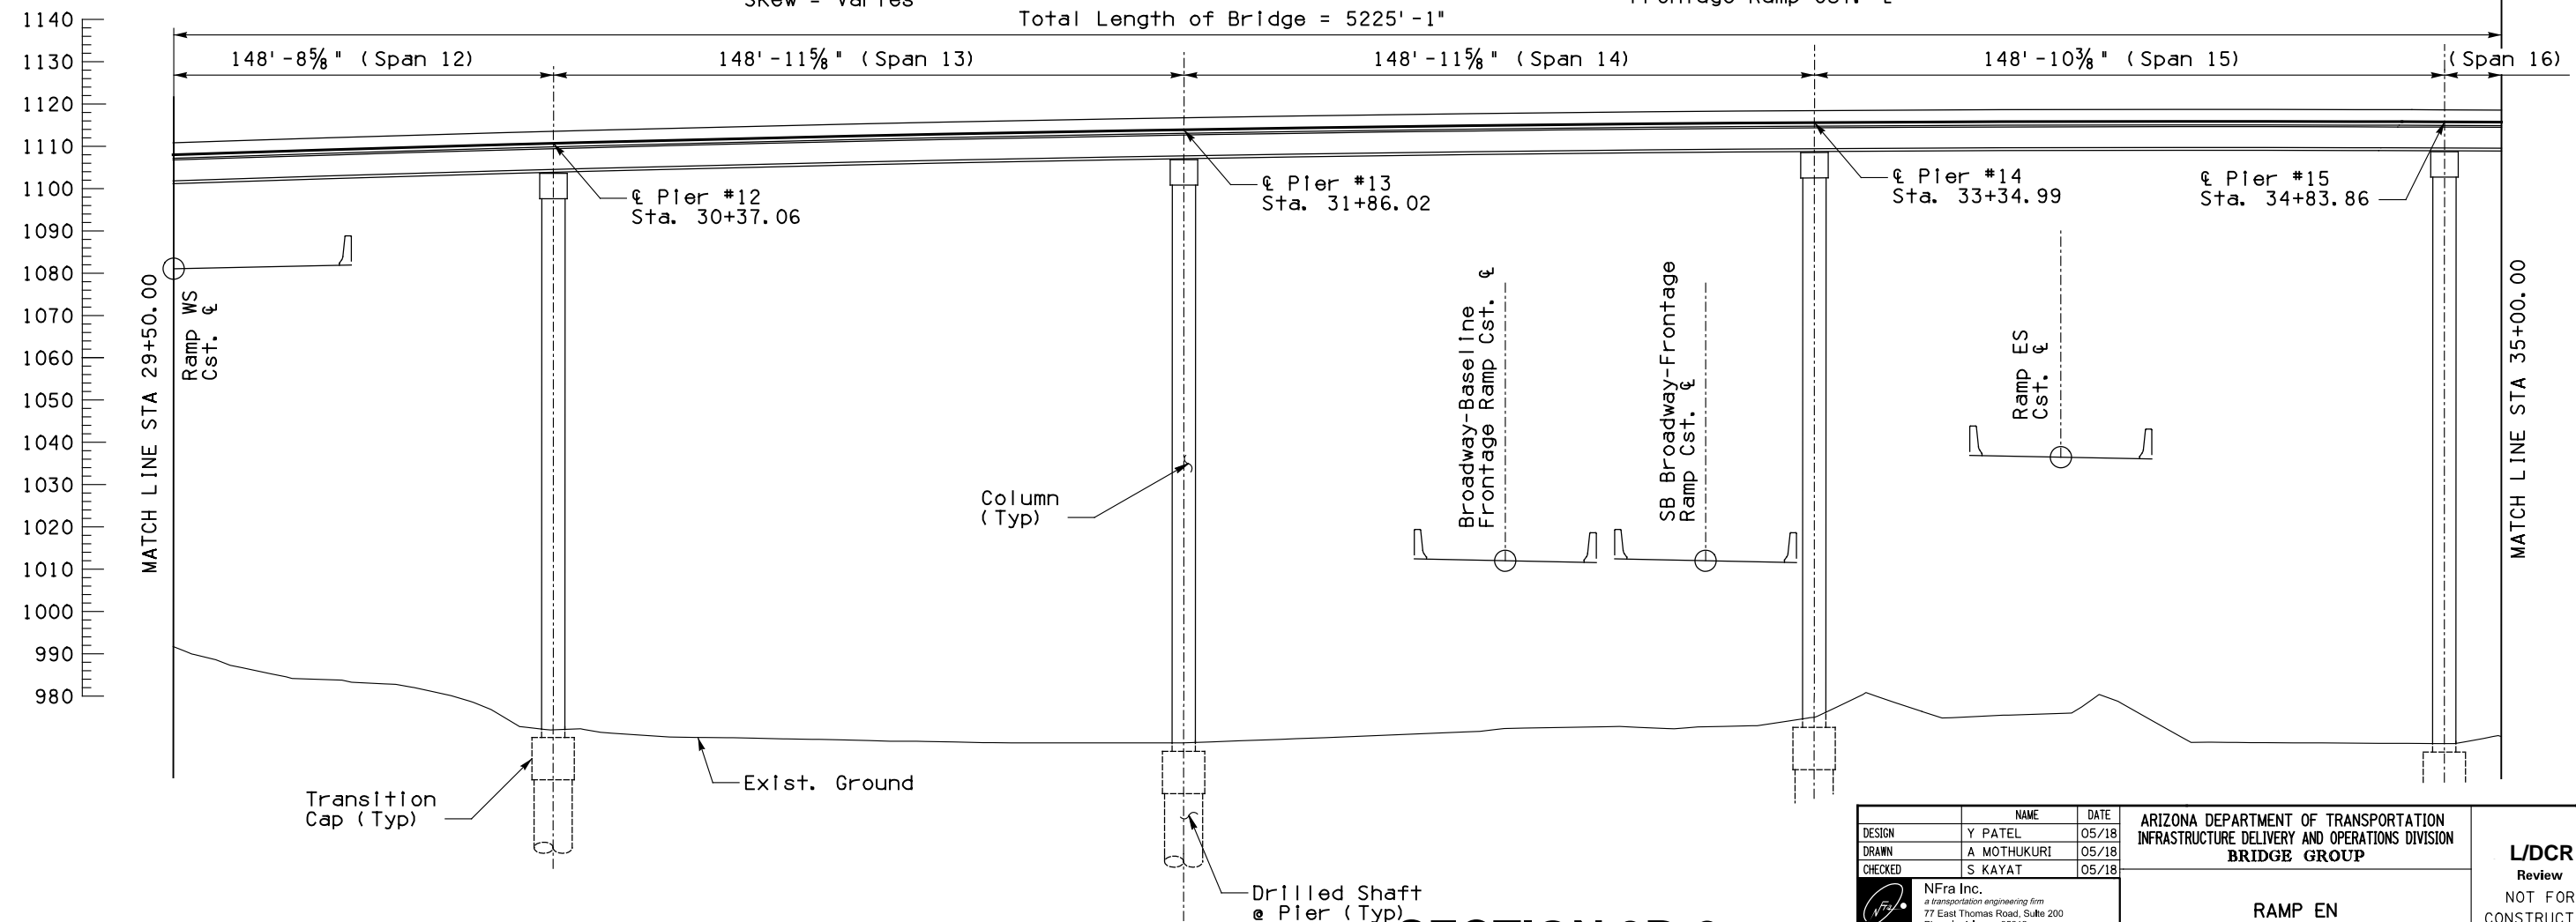 Skew = Varies
Frontage Ramp Cst. ℄
Total Length of Bridge = 5225'-1"
148'-8⅝" (Span 12)
148'-11⅝" (Span 13)
148'-11⅝" (Span 14)
148'-10⅜" (Span 15)
(Span 16)
1140
1130
1120
1110
1100
1090
1080
1070
1060
1050
1040
1030
1020
1010
1000
990
980
MATCH LINE STA 29+50.00
Ramp WS
Cst. ℄
℄ Pier #12
Sta. 30+37.06
℄ Pier #13
Sta. 31+86.02
℄ Pier #14
Sta. 33+34.99
℄ Pier #15
Sta. 34+83.86
Broadway-Baseline
Frontage Ramp Cst. ℄
SB Broadway-Frontage
Ramp Cst. ℄
Ramp ES
Cst. ℄
MATCH LINE STA 35+00.00
Column
(Typ)
Exist. Ground
Transition
Cap (Typ)
Drilled Shaft
@ Pier (Typ)
NAME DATE
DESIGN Y PATEL 05/18
DRAWN A MOTHUKURI 05/18
CHECKED S KAYAT 05/18
NFra Inc.
a transportation engineering firm
77 East Thomas Road, Suite 200
ARIZONA DEPARTMENT OF TRANSPORTATION
INFRASTRUCTURE DELIVERY AND OPERATIONS DIVISION
BRIDGE GROUP
RAMP EN
L/DCR
Review
NOT FOR